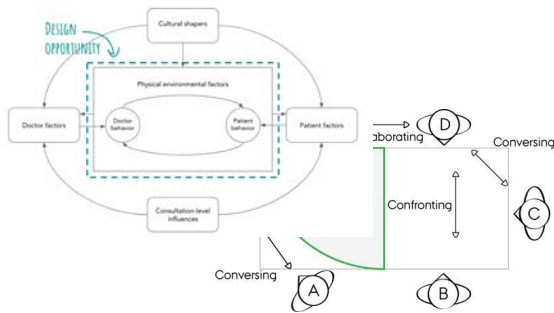 DESIGN
OPPORTUNITY
Cultural shapers
Physical environmental factors
Doctor factors
Doctor
behavior
Patient
behavior
Patient factors
Consultation-level
influences
D
aborating
Conversing
Confronting
C
Conversing
A
B